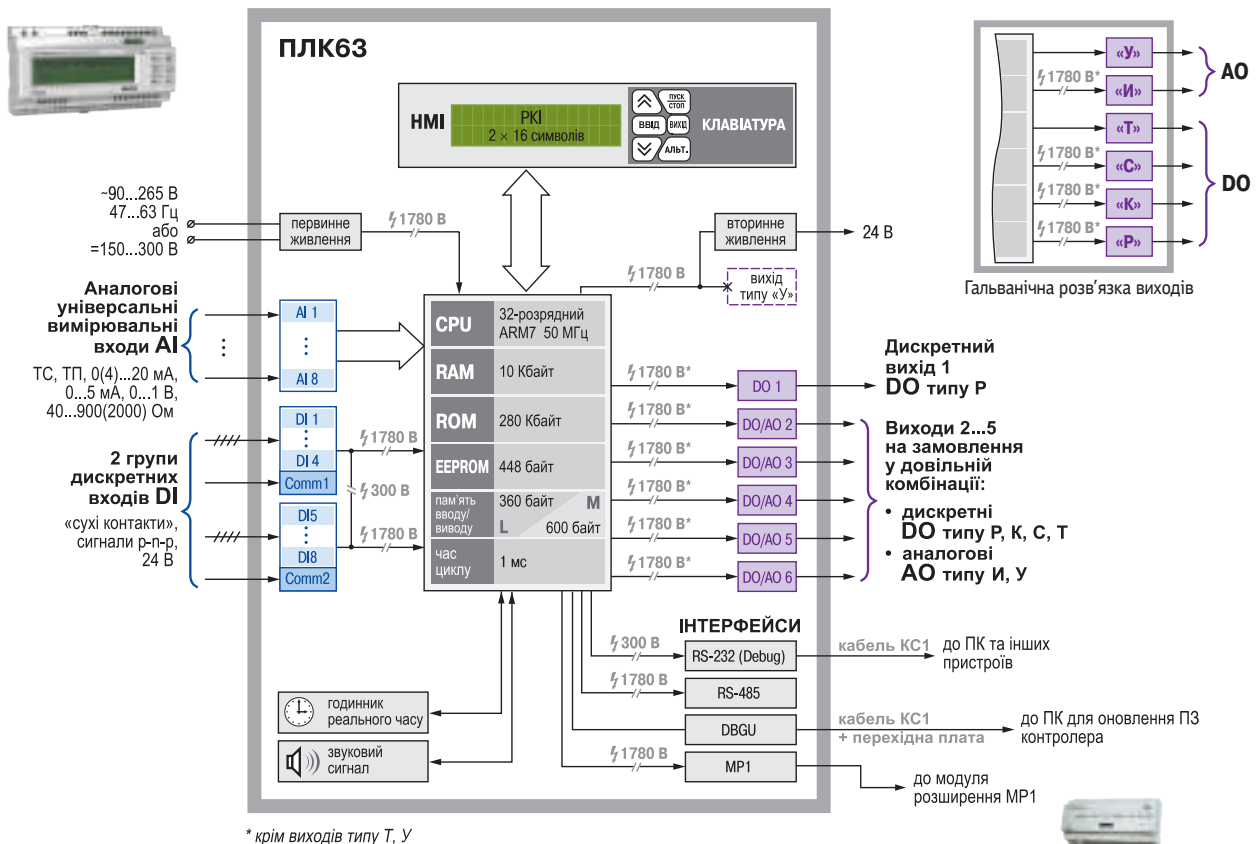 ПЛК63
HMI
РКІ
2 × 16 символів
ПУСК
СТОП
ВВІД
ВИХІД
АЛЬТ.
КЛАВІАТУРА
~90...265 В
47...63 Гц
або
=150...300 В
первинне
живлення
1780 В
вторинне
живлення
24 В
1780 В
вихід
типу «У»
Аналогові
універсальні
вимірювальні
входи AI
ТС, ТП, 0(4)...20 мА,
0...5 мА, 0...1 В,
40...900(2000) Ом
AI 1
AI 8
2 групи
дискретних
входів DI
«сухі контакти»,
сигнали p-n-p,
24 В
DI 1
DI 4
Comm1
DI5
DI8
Comm2
1780 В
300 В
1780 В
CPU
32-розрядний
ARM7 50 МГц
RAM
10 Кбайт
ROM
280 Кбайт
EEPROM
448 байт
пам'ять
вводу/
виводу
360 байт
M
L
600 байт
час
циклу
1 мс
1780 В*
DO 1
1780 В*
DO/AO 2
1780 В*
DO/AO 3
1780 В*
DO/AO 4
1780 В*
DO/AO 5
1780 В*
DO/AO 6
Дискретний
вихід 1
DO типу Р
Виходи 2...5
на замовлення
у довільній
комбінації:
• дискретні
DO типу Р, К, С, Т
• аналогові
АО типу И, У
ІНТЕРФЕЙСИ
300 В
RS-232 (Debug)
кабель КС1
до ПК та інших
пристроїв
1780 В
RS-485
DBGU
кабель КС1
+ перехідна плата
до ПК для оновлення ПЗ
контролера
1780 В
МР1
до модуля
розширення МР1
годинник
реального часу
звуковий
сигнал
* крім виходів типу Т, У
«У»
1780 В*
«И»
AO
«Т»
1780 В*
«С»
1780 В*
«К»
1780 В*
«Р»
DO
Гальванічна розв'язка виходів